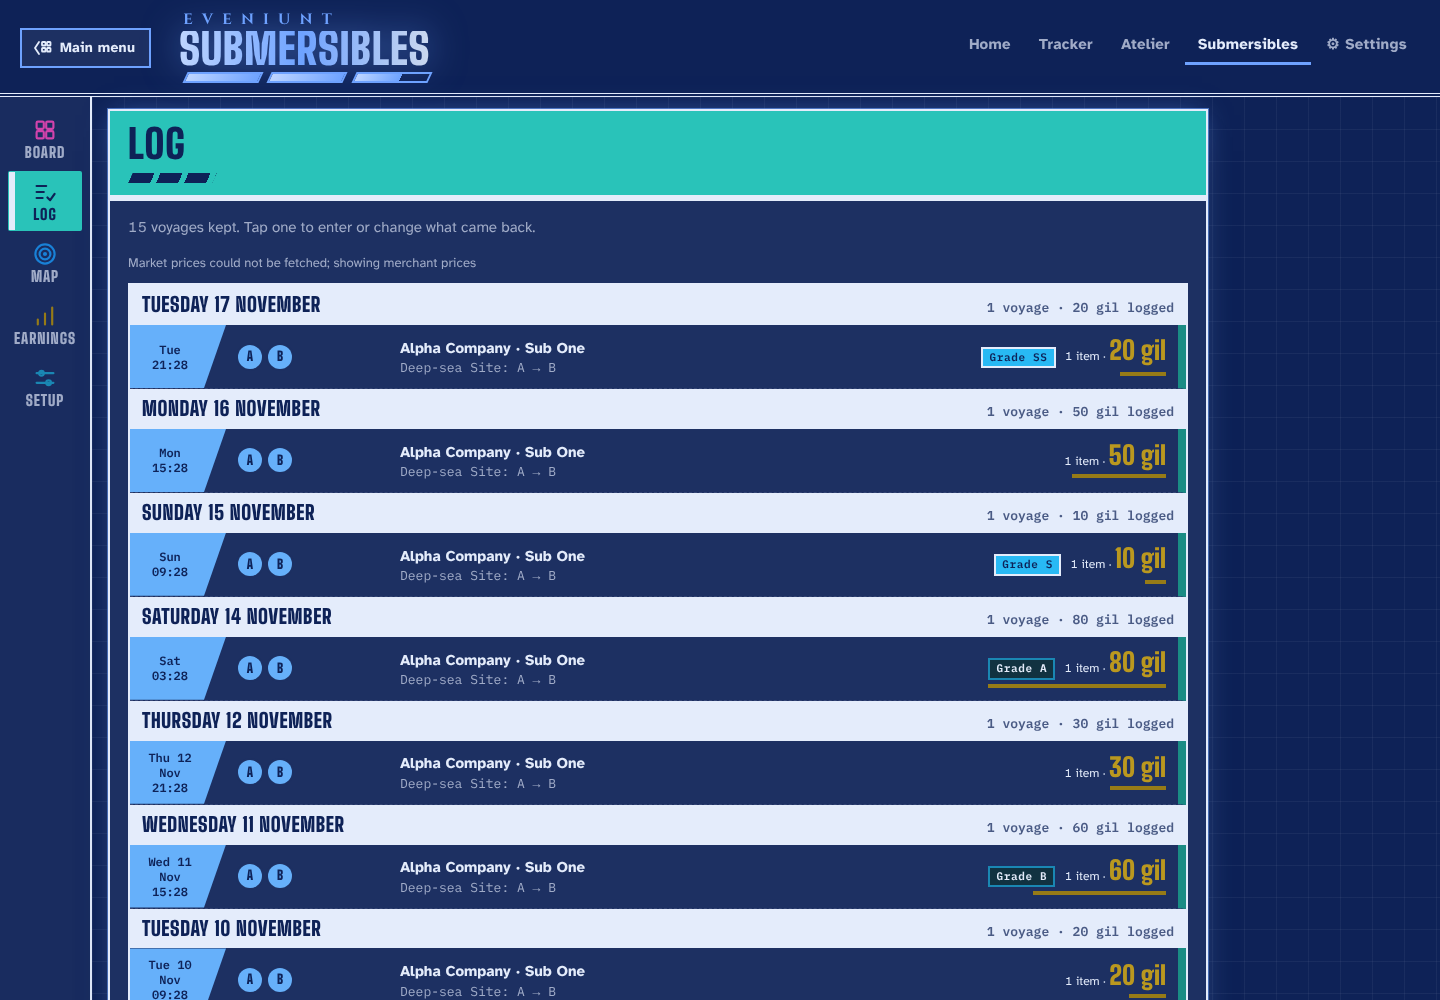 Main menu
EVENIUNT
SUBMERSIBLES
Home
Tracker
Atelier
Submersibles
Settings
BOARD
LOG
MAP
EARNINGS
SETUP
LOG
15 voyages kept. Tap one to enter or change what came back.
Market prices could not be fetched; showing merchant prices
TUESDAY 17 NOVEMBER
1 voyage · 20 gil logged
Tue
21:28
A B
Alpha Company · Sub One
Deep-sea Site: A → B
Grade SS
1 item · 20 gil
MONDAY 16 NOVEMBER
1 voyage · 50 gil logged
Mon
15:28
A B
Alpha Company · Sub One
Deep-sea Site: A → B
1 item · 50 gil
SUNDAY 15 NOVEMBER
1 voyage · 10 gil logged
Sun
09:28
A B
Alpha Company · Sub One
Deep-sea Site: A → B
Grade S
1 item · 10 gil
SATURDAY 14 NOVEMBER
1 voyage · 80 gil logged
Sat
03:28
A B
Alpha Company · Sub One
Deep-sea Site: A → B
Grade A
1 item · 80 gil
THURSDAY 12 NOVEMBER
1 voyage · 30 gil logged
Thu 12
Nov
21:28
A B
Alpha Company · Sub One
Deep-sea Site: A → B
1 item · 30 gil
WEDNESDAY 11 NOVEMBER
1 voyage · 60 gil logged
Wed 11
Nov
15:28
A B
Alpha Company · Sub One
Deep-sea Site: A → B
Grade B
1 item · 60 gil
TUESDAY 10 NOVEMBER
1 voyage · 20 gil logged
Tue 10
Nov
09:28
A B
Alpha Company · Sub One
Deep-sea Site: A → B
1 item · 20 gil